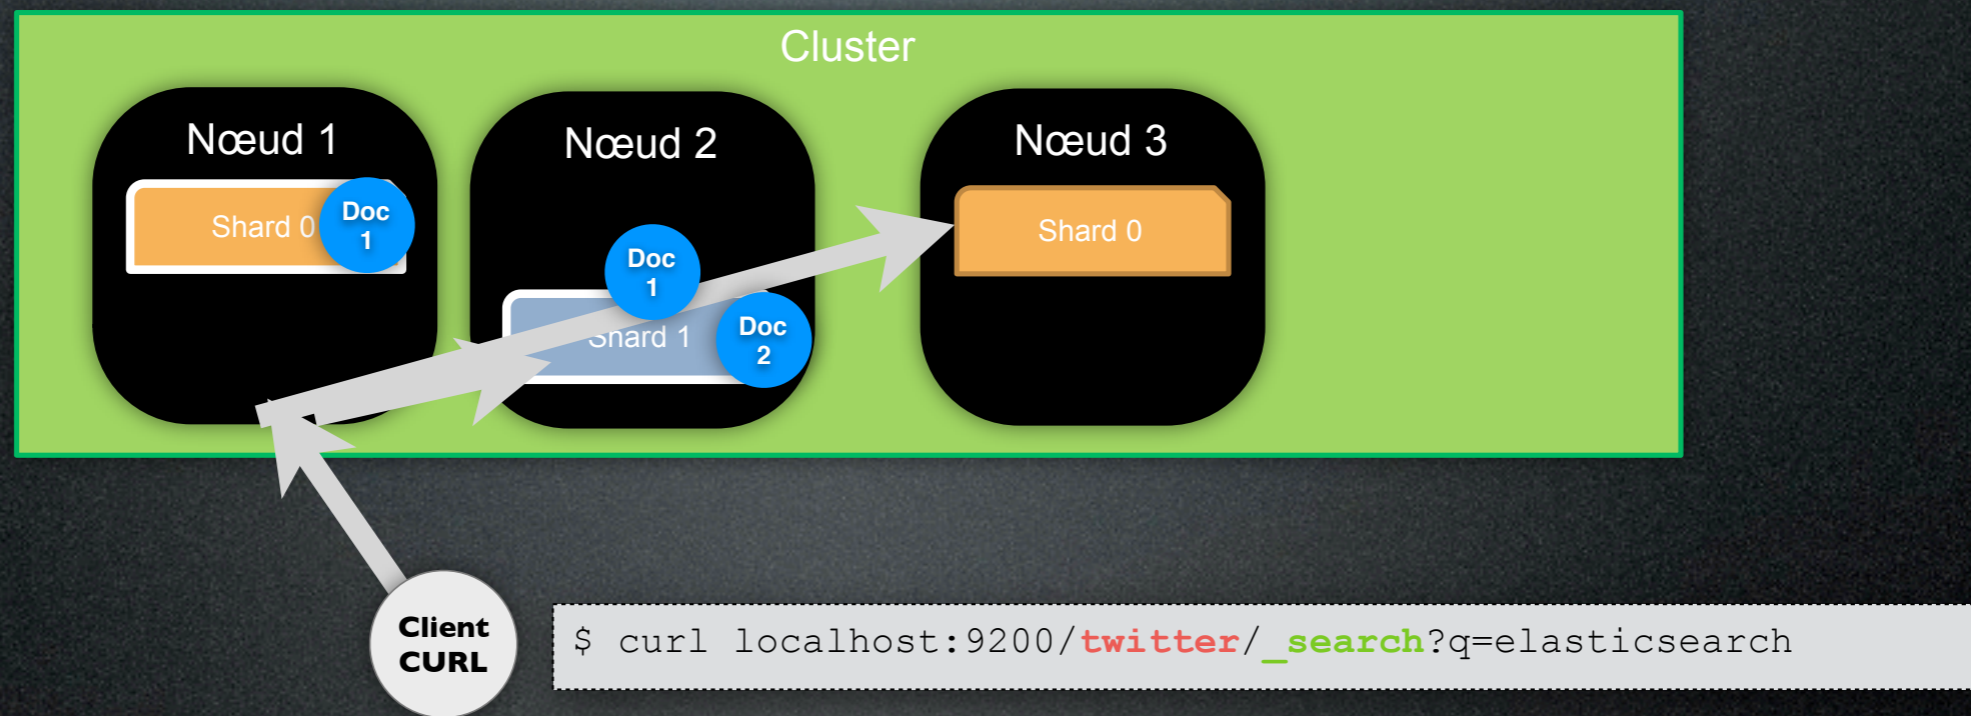 Cluster
Nœud 1
Nœud 2
Nœud 3
Shard 0
Doc
1
Doc
1
Shard 1
Doc
2
Shard 0
Client
CURL
$ curl localhost:9200/twitter/_search?q=elasticsearch